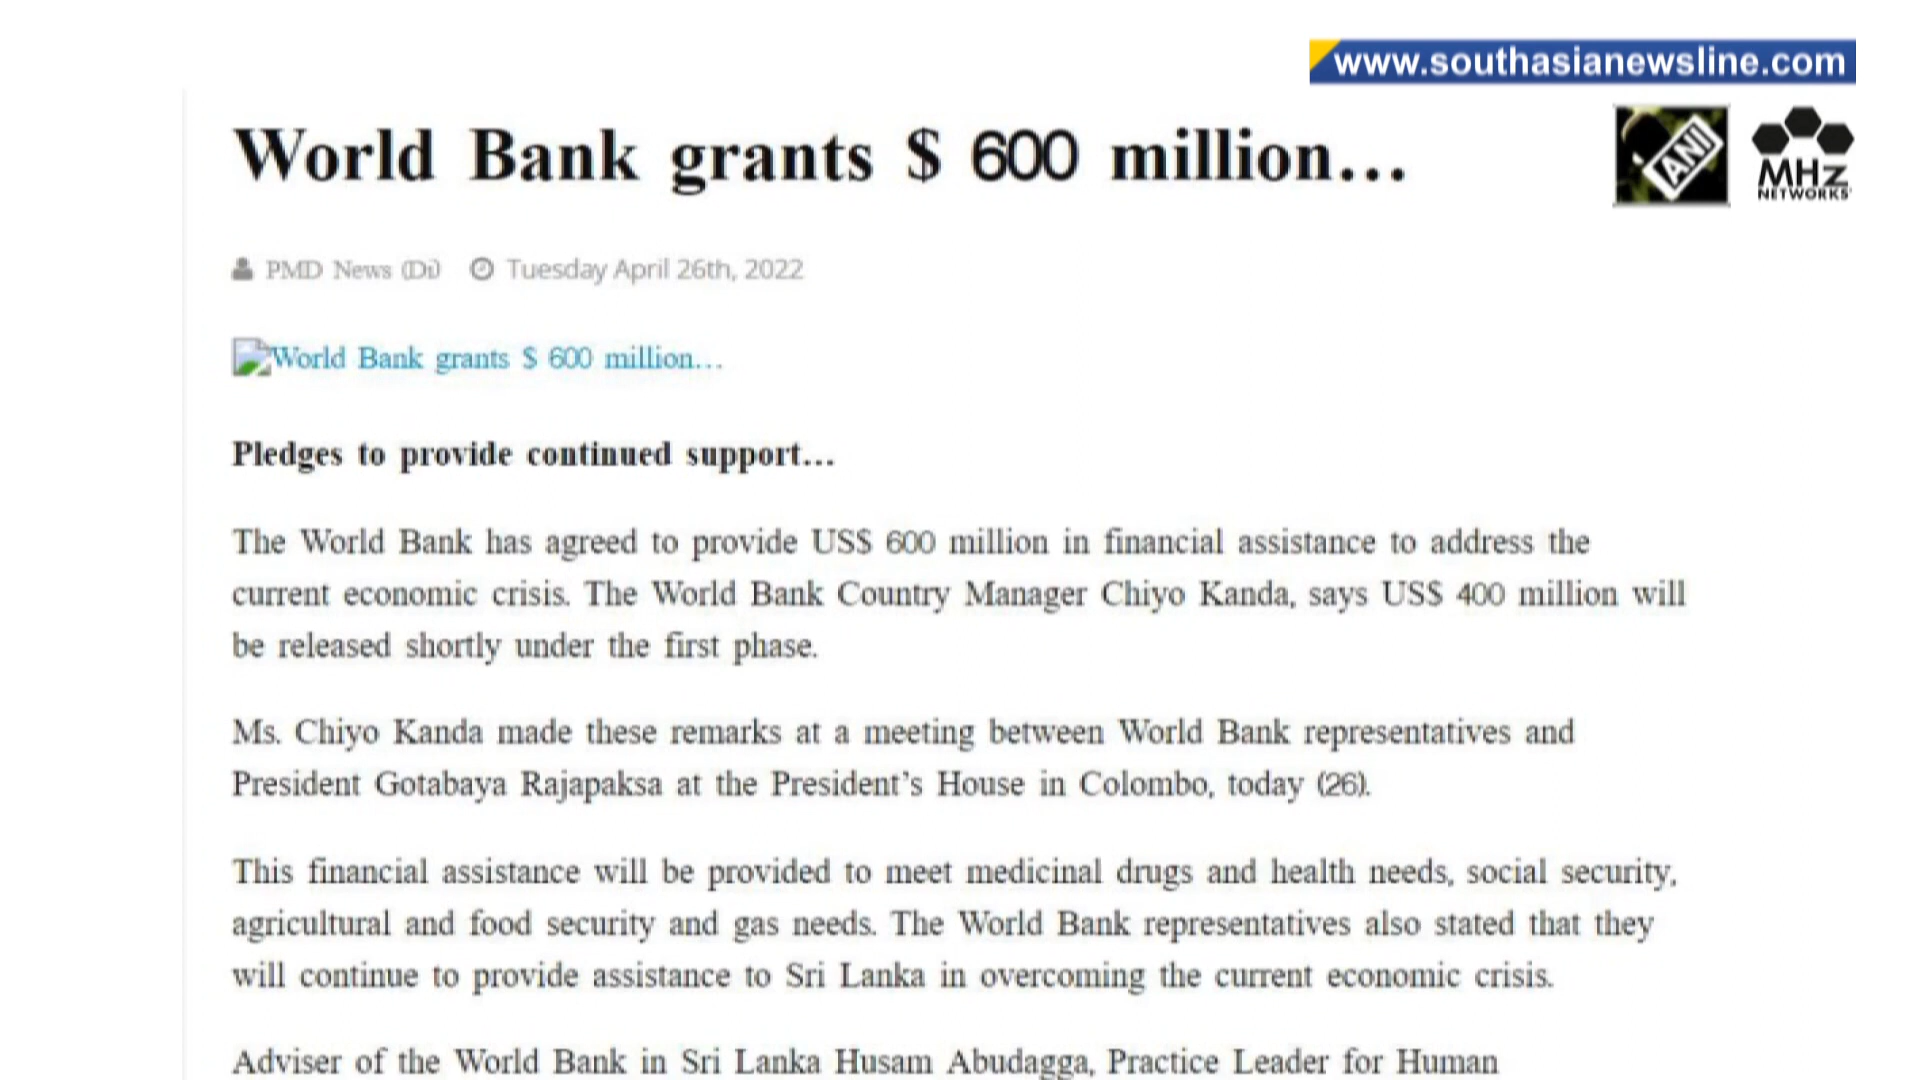 www.southasianewsline.com
World Bank grants $ 600 million...
ANI
MHz
NETWORKS
PMD News (Di) Tuesday April 26th, 2022
World Bank grants $ 600 million...
Pledges to provide continued support...
The World Bank has agreed to provide US$ 600 million in financial assistance to address the
current economic crisis. The World Bank Country Manager Chiyo Kanda, says US$ 400 million will
be released shortly under the first phase.
Ms. Chiyo Kanda made these remarks at a meeting between World Bank representatives and
President Gotabaya Rajapaksa at the President’s House in Colombo, today (26).
This financial assistance will be provided to meet medicinal drugs and health needs, social security,
agricultural and food security and gas needs. The World Bank representatives also stated that they
will continue to provide assistance to Sri Lanka in overcoming the current economic crisis.
Adviser of the World Bank in Sri Lanka Husam Abudagga, Practice Leader for Human